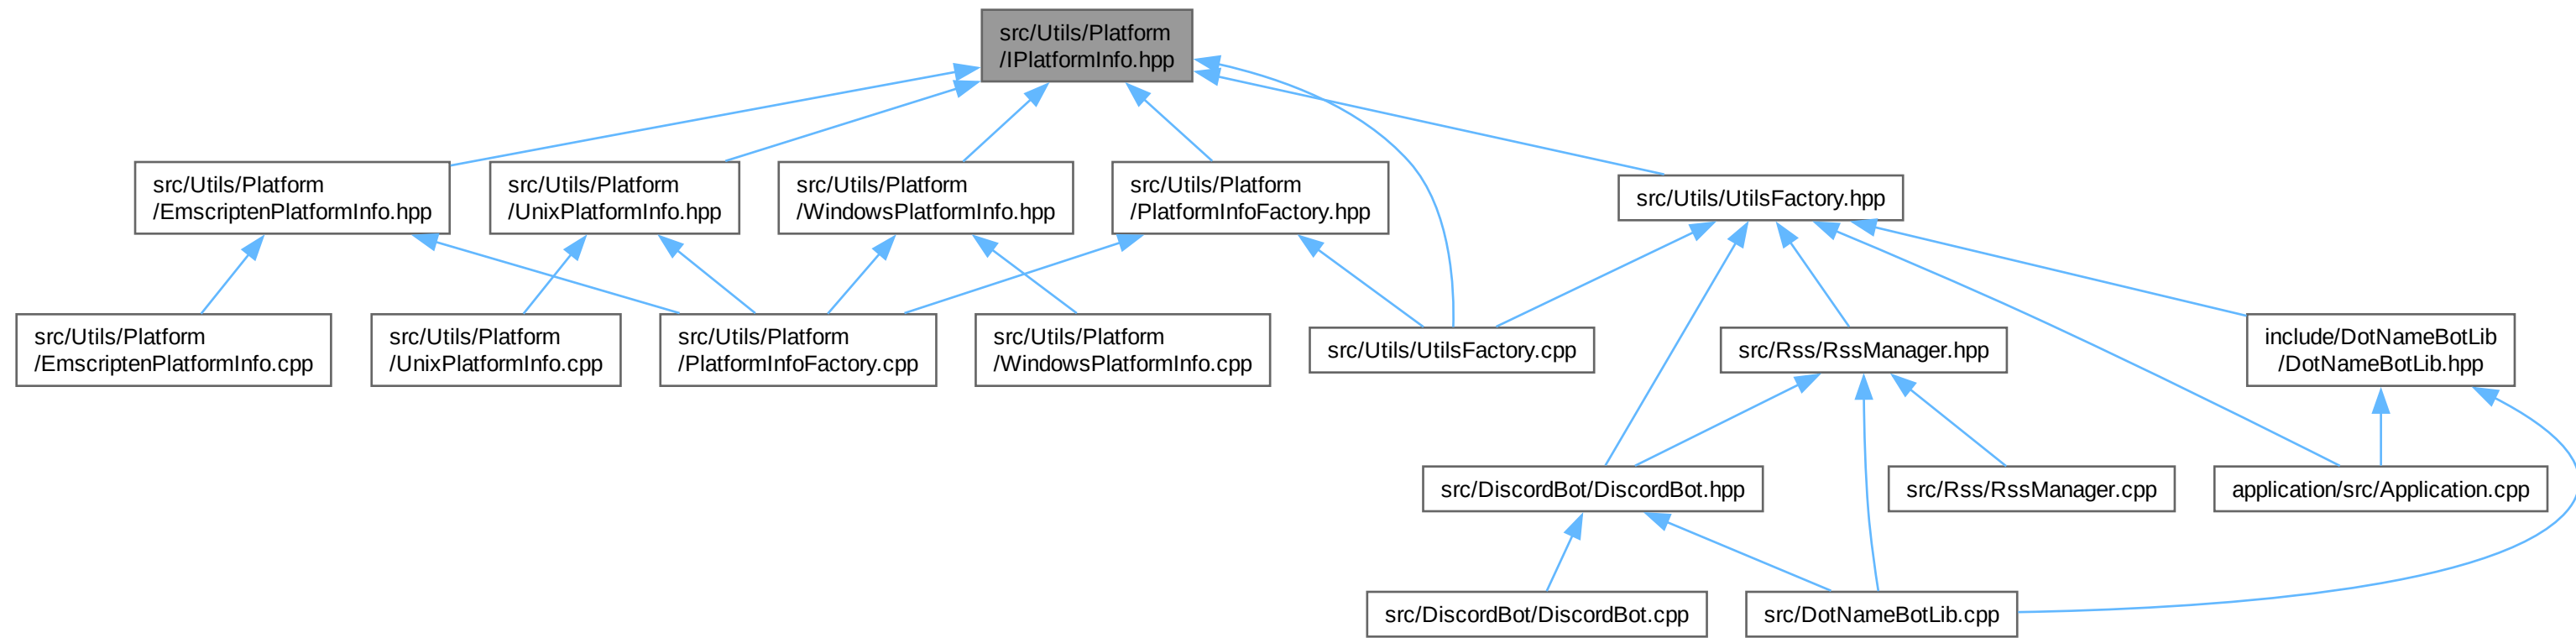 src/Utils/Platform
/IPlatformInfo.hpp
src/Utils/Platform
/EmscriptenPlatformInfo.hpp
src/Utils/Platform
/UnixPlatformInfo.hpp
src/Utils/Platform
/WindowsPlatformInfo.hpp
src/Utils/Platform
/PlatformInfoFactory.hpp
src/Utils/UtilsFactory.hpp
src/Utils/Platform
/EmscriptenPlatformInfo.cpp
src/Utils/Platform
/UnixPlatformInfo.cpp
src/Utils/Platform
/PlatformInfoFactory.cpp
src/Utils/Platform
/WindowsPlatformInfo.cpp
src/Utils/UtilsFactory.cpp
src/Rss/RssManager.hpp
include/DotNameBotLib
/DotNameBotLib.hpp
src/DiscordBot/DiscordBot.hpp
src/Rss/RssManager.cpp
application/src/Application.cpp
src/DiscordBot/DiscordBot.cpp
src/DotNameBotLib.cpp